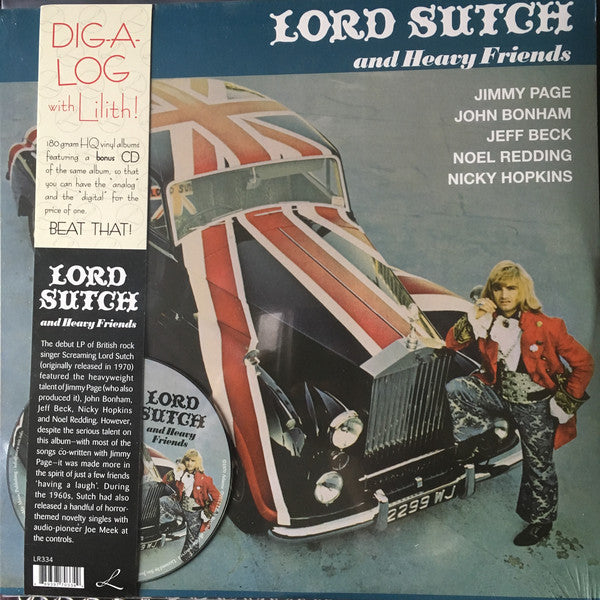 LORD SUTCH
and Heavy Friends
JIMMY PAGE
JOHN BONHAM
JEFF BECK
NOEL REDDING
NICKY HOPKINS
DIG-A-
LOG
with Lilith!
180 gram HQ vinyl albums
featuring a bonus CD
of the same album, so that
you can have the "analog"
and the "digital" for the
price of one.
BEAT THAT!
LORD
SUTCH
and Heavy Friends
The debut LP of British rock
singer Screaming Lord Sutch
(originally released in 1970)
featured the heavyweight
talent of Jimmy Page (who also
produced it), John Bonham,
Jeff Beck, Nicky Hopkins
and Noel Redding. However,
despite the serious talent on
this album—with most of the
songs co-written with Jimmy
Page—it was made more in
the spirit of just a few friends
'having a laugh'. During
the 1960s, Sutch had also
released a handful of horror-
themed novelty singles with
audio-pioneer Joe Meek at
the controls.
LR334
LORD
SUTCH
and Heavy
Friends
2299 WJ